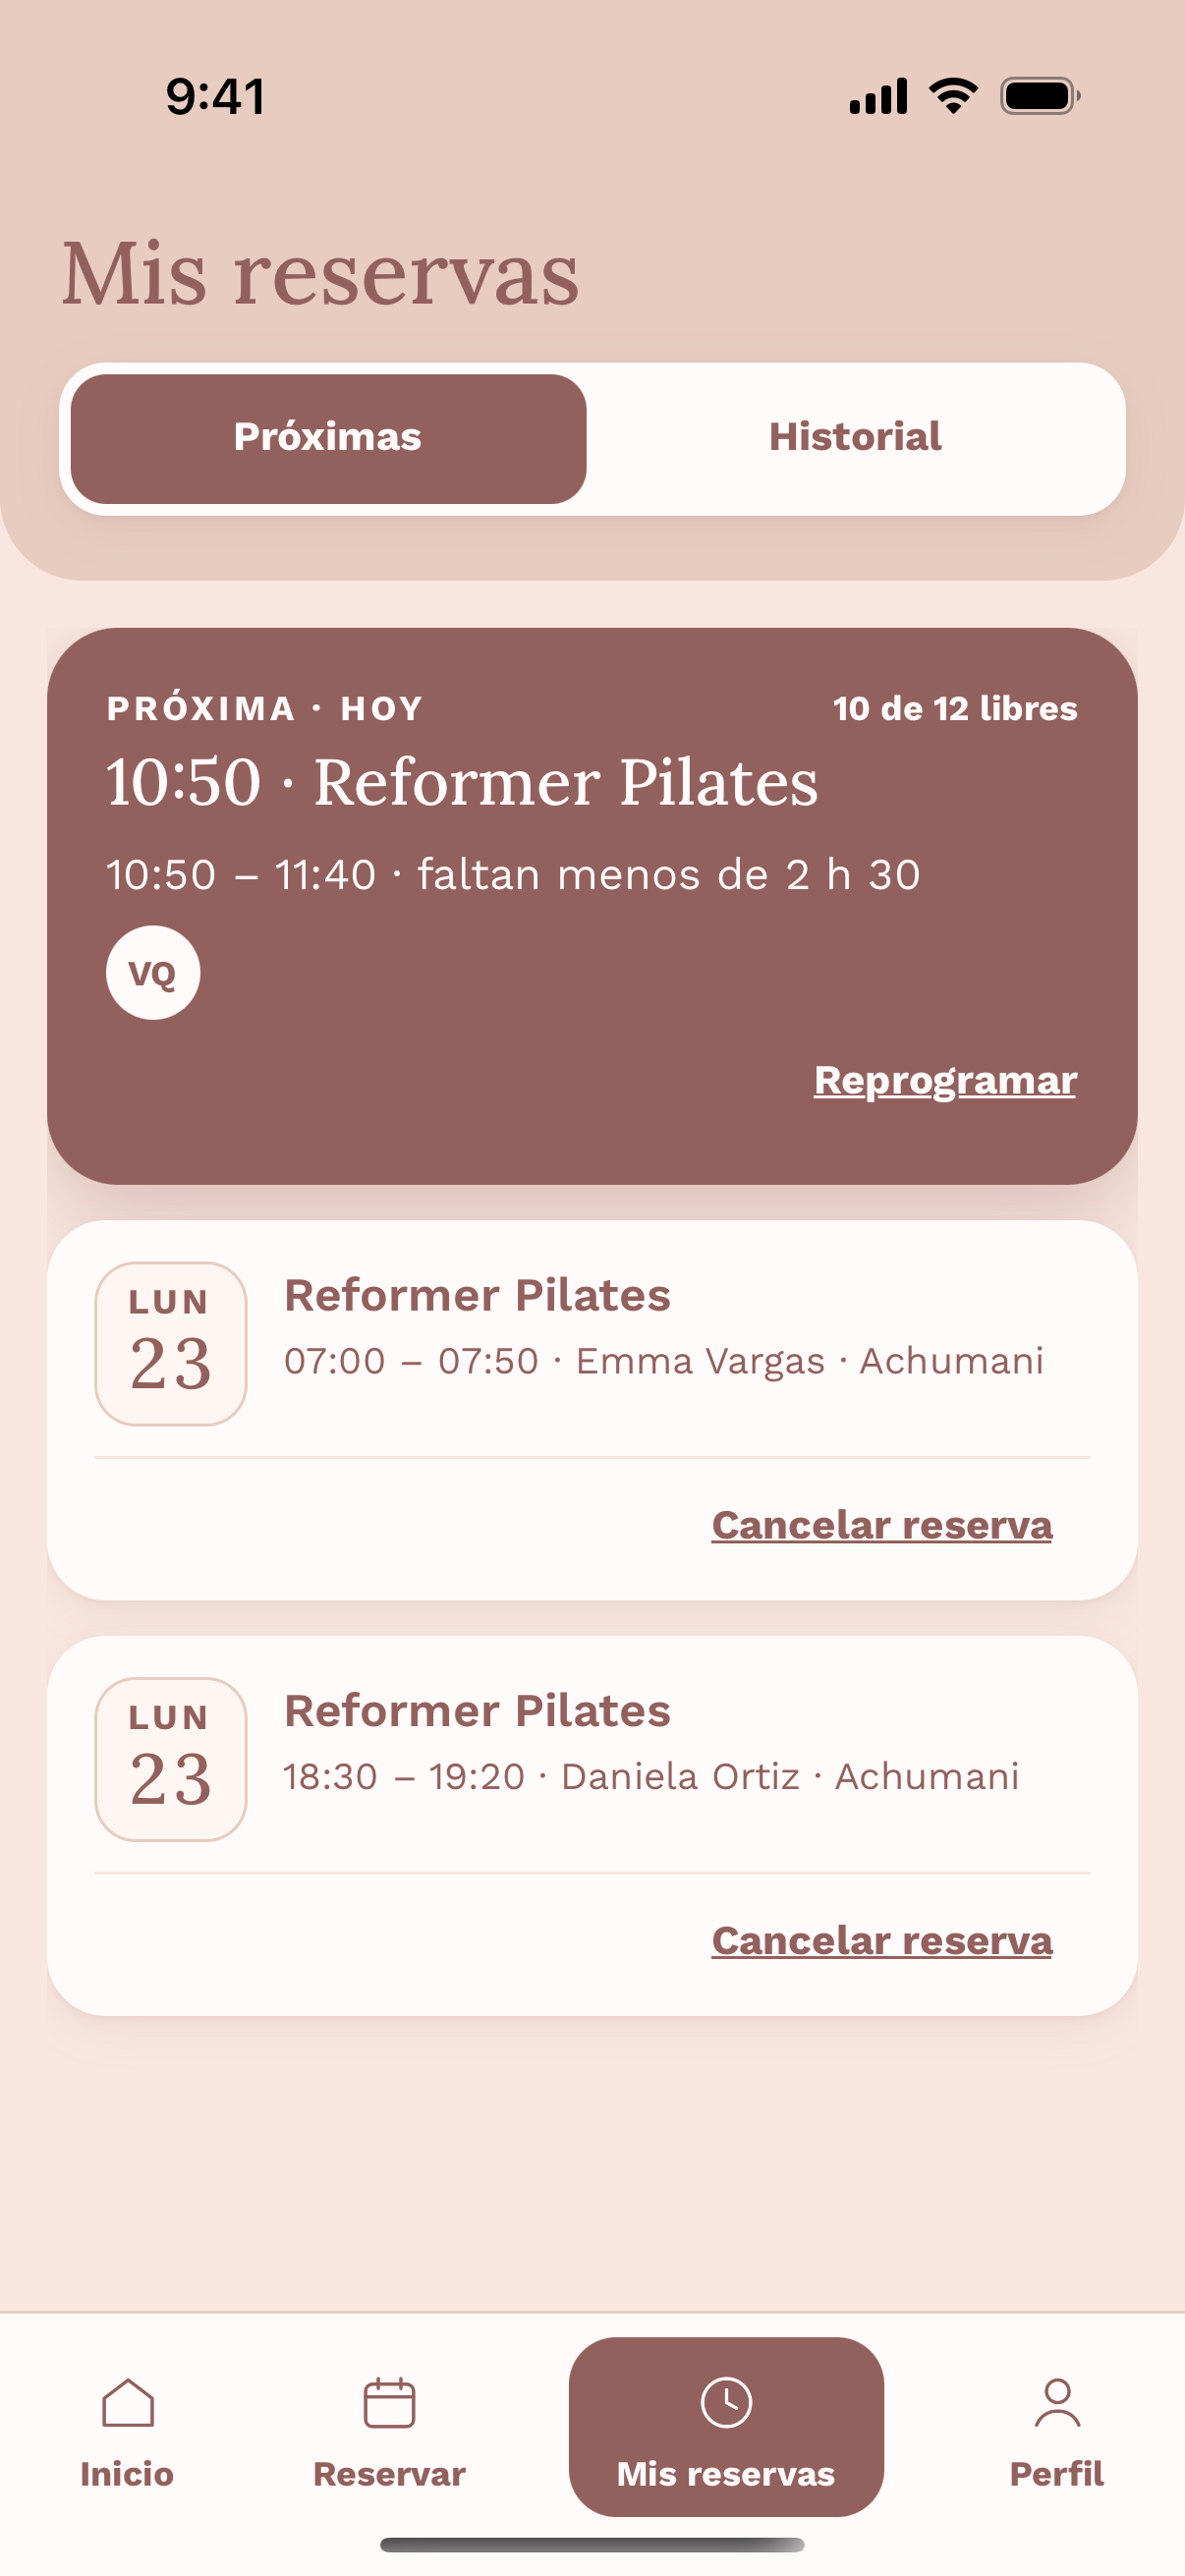 9:41
Mis reservas
Próximas
Historial
PRÓXIMA · HOY
10 de 12 libres
10:50 · Reformer Pilates
10:50 – 11:40 · faltan menos de 2 h 30
VQ
Reprogramar
LUN
23
Reformer Pilates
07:00 – 07:50 · Emma Vargas · Achumani
Cancelar reserva
LUN
23
Reformer Pilates
18:30 – 19:20 · Daniela Ortiz · Achumani
Cancelar reserva
Inicio
Reservar
Mis reservas
Perfil